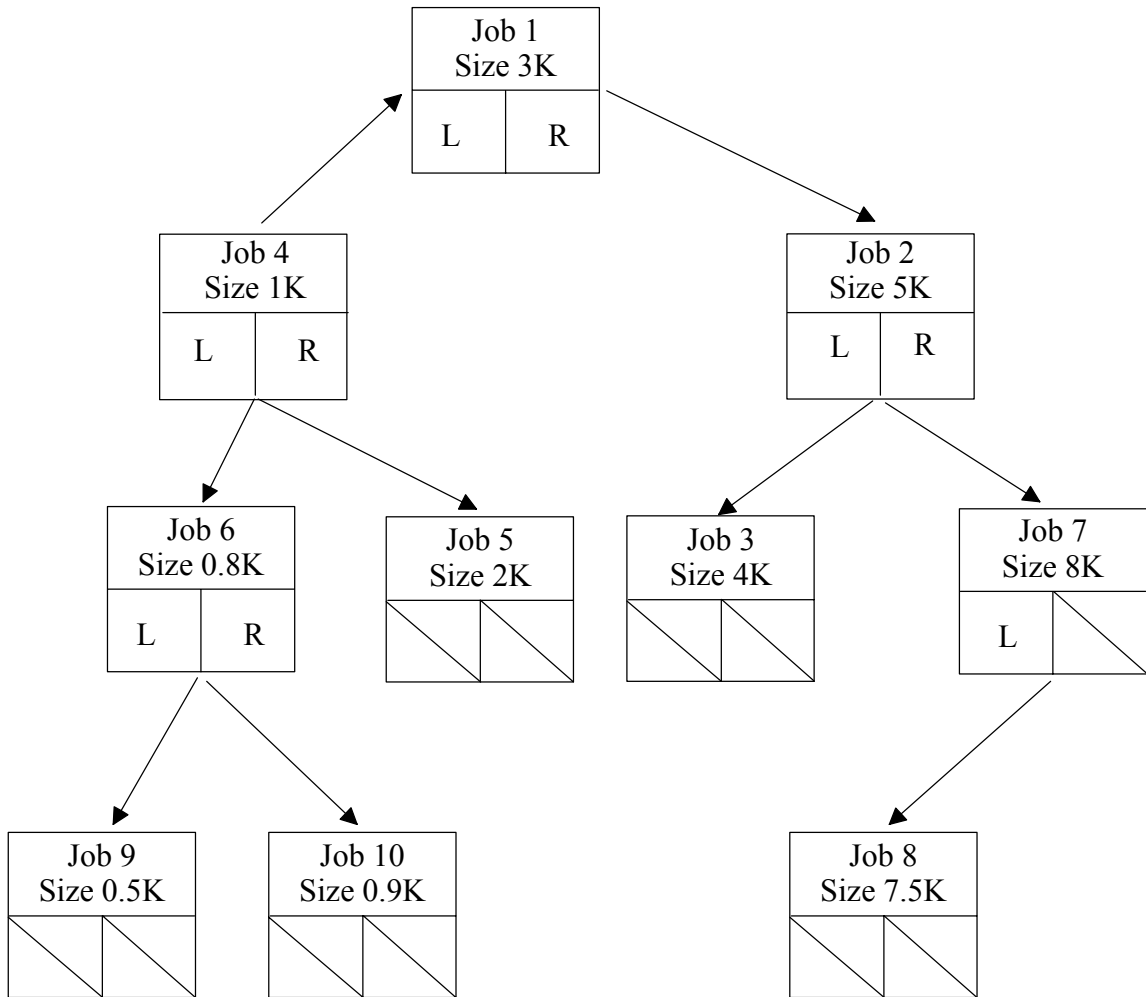 Job 1
Size 3K
L R
Job 4
Size 1K
L R
Job 2
Size 5K
L R
Job 6
Size 0.8K
L R
Job 5
Size 2K
Job 3
Size 4K
Job 7
Size 8K
L
Job 9
Size 0.5K
Job 10
Size 0.9K
Job 8
Size 7.5K